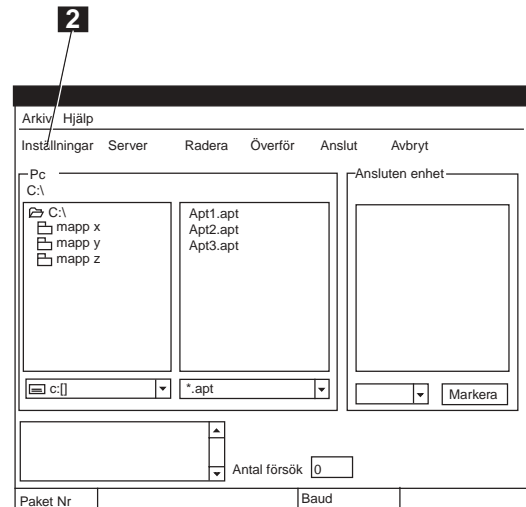 2
Arkiv Hjälp
Inställningar Server Radera Överför Anslut Avbryt
Pc
Ansluten enhet
C:\
C:\
mapp x
mapp y
mapp z
Apt1.apt
Apt2.apt
Apt3.apt
c:[]
*.apt
Markera
Antal försök 0
Paket Nr
Baud